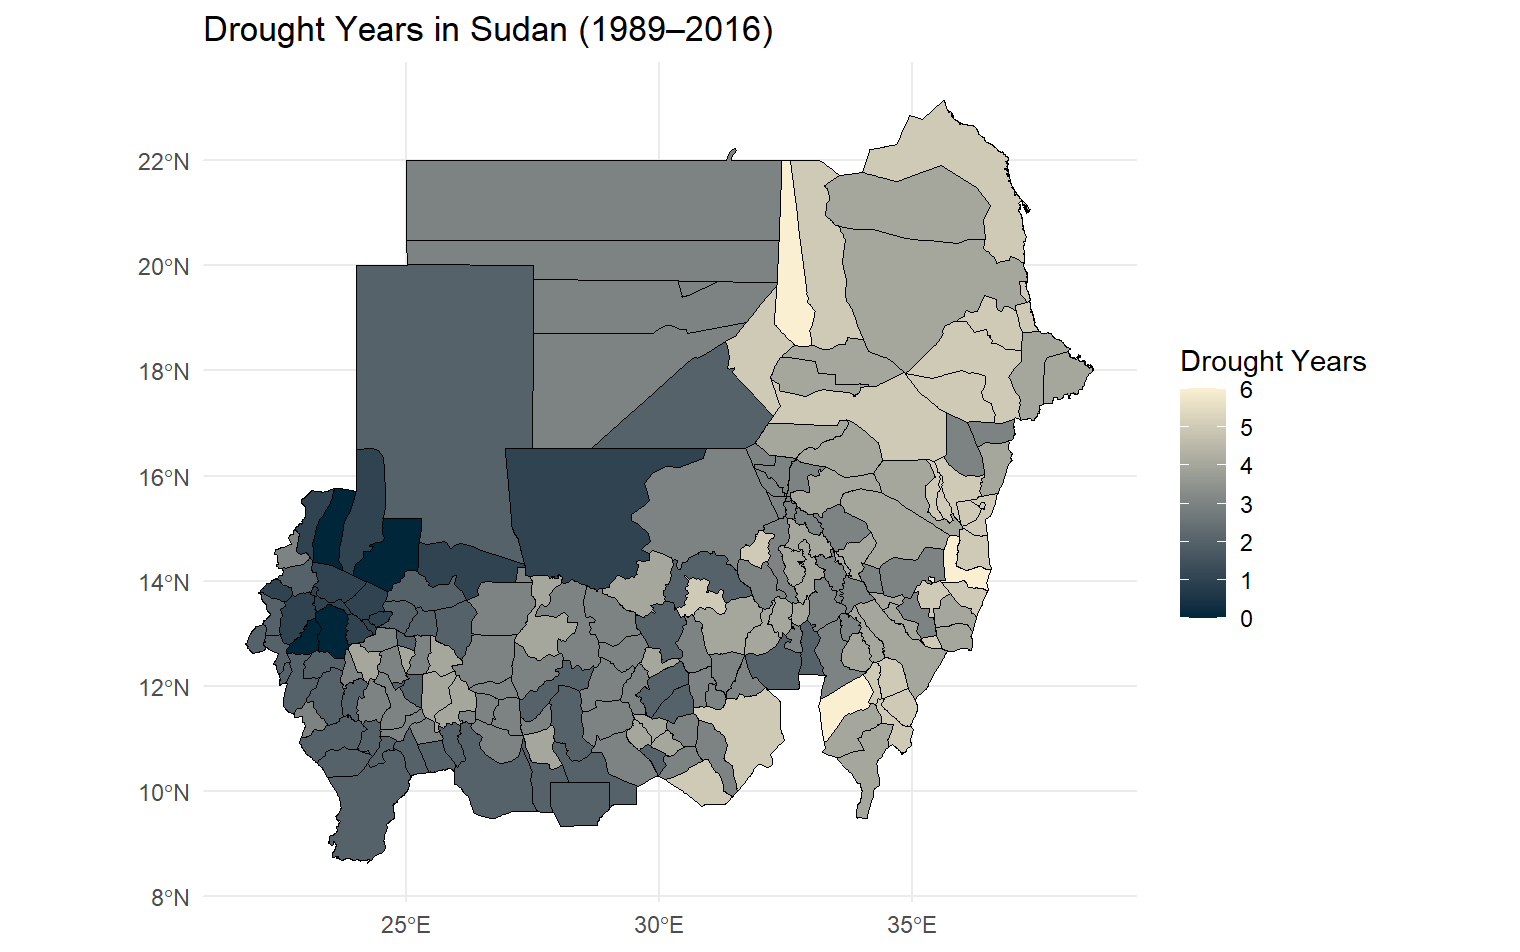 Drought Years in Sudan (1989–2016)
22°N
20°N
18°N
16°N
14°N
12°N
10°N
8°N
25°E
30°E
35°E
Drought Years
6
5
4
3
2
1
0